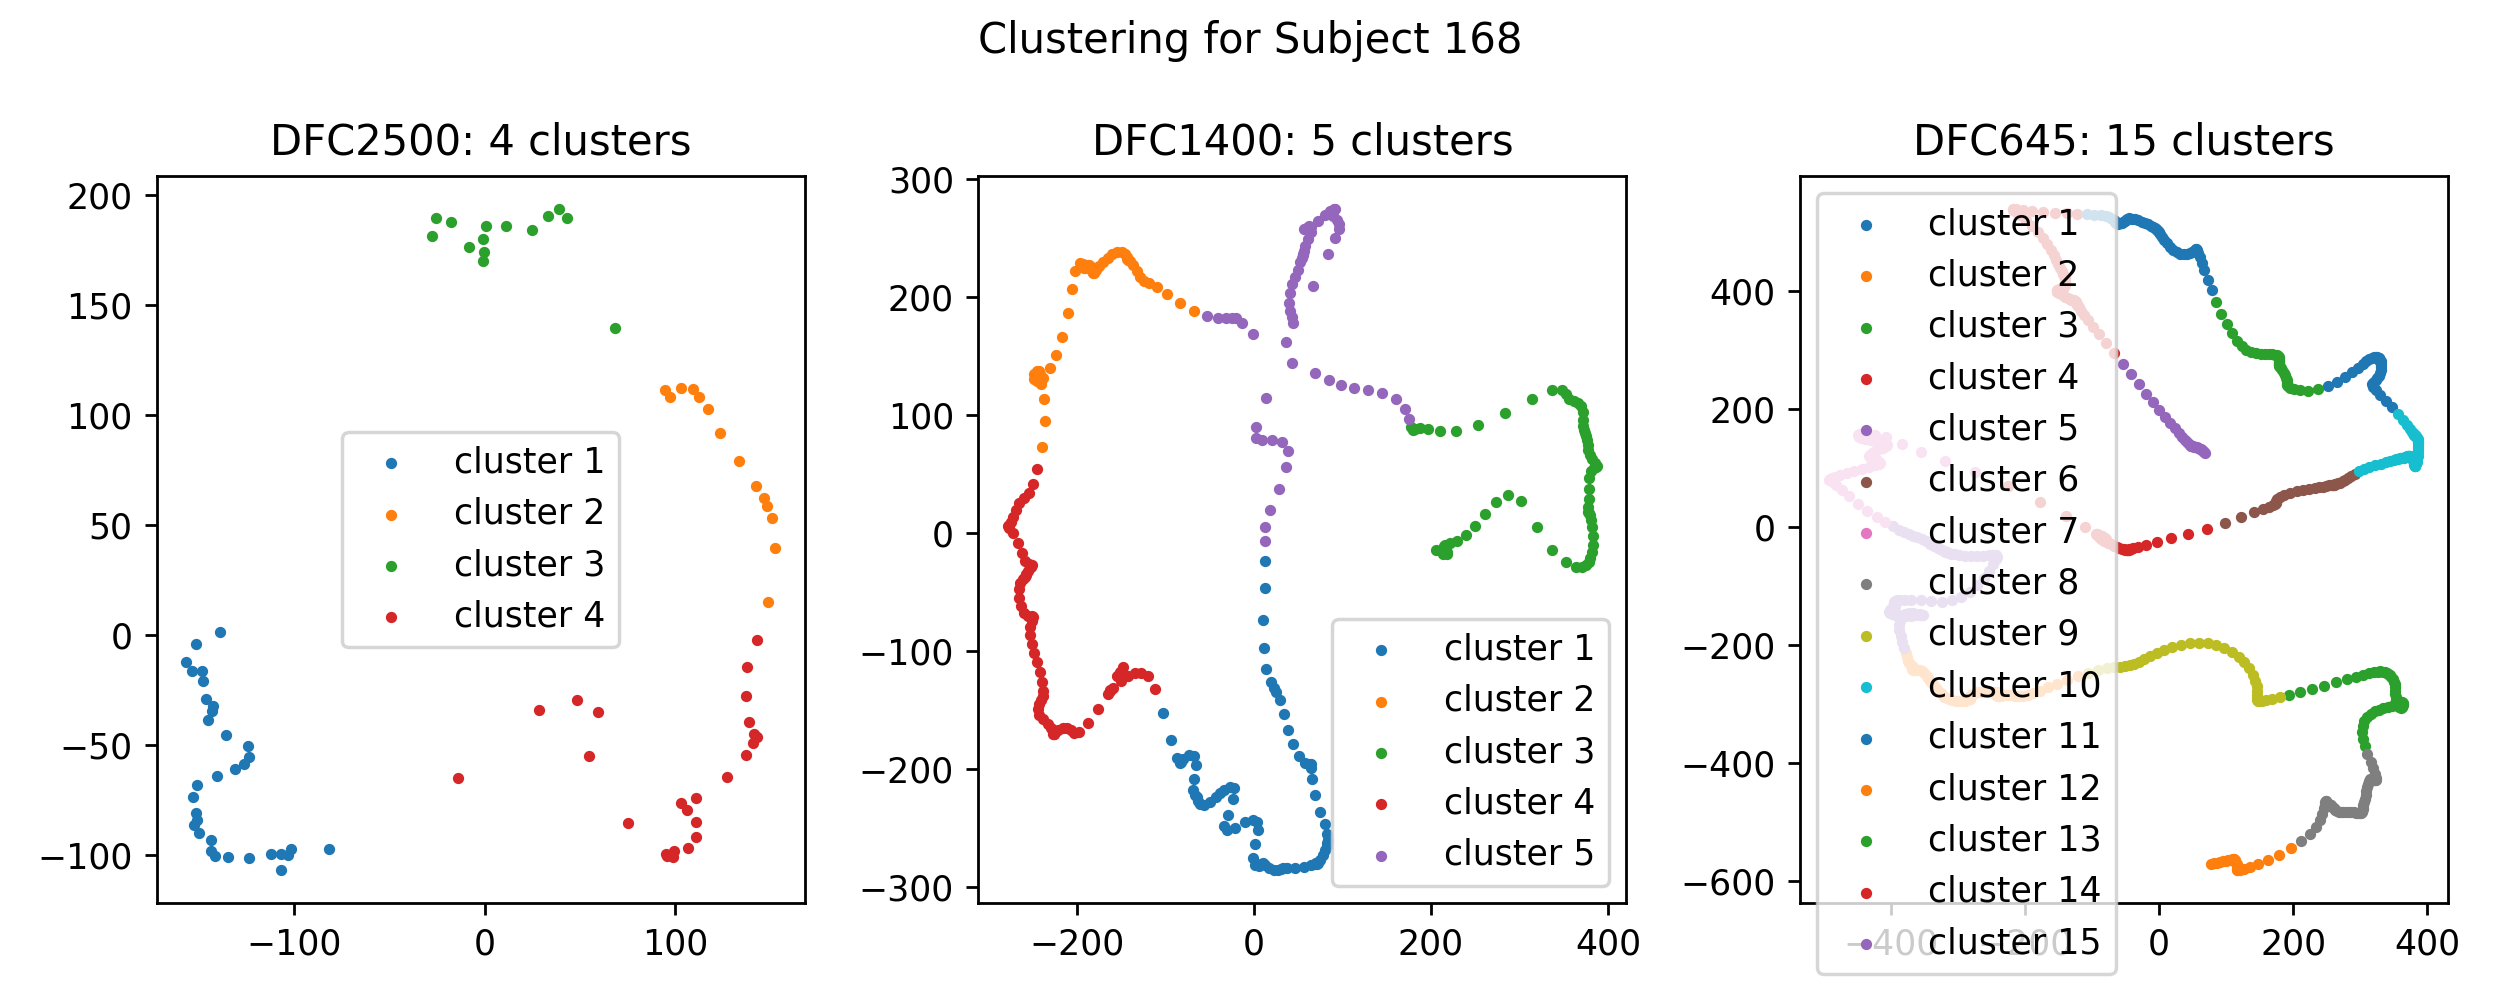 Clustering for Subject 168
DFC2500: 4 clusters
200
150
100
50
0
−50
−100
−100
0
100
cluster 1
cluster 2
cluster 3
cluster 4
DFC1400: 5 clusters
300
200
100
0
−100
−200
−300
−200
0
200
400
cluster 1
cluster 2
cluster 3
cluster 4
cluster 5
DFC645: 15 clusters
400
200
0
−200
−400
−600
−400
−200
0
200
400
cluster 1
cluster 2
cluster 3
cluster 4
cluster 5
cluster 6
cluster 7
cluster 8
cluster 9
cluster 10
cluster 11
cluster 12
cluster 13
cluster 14
cluster 15